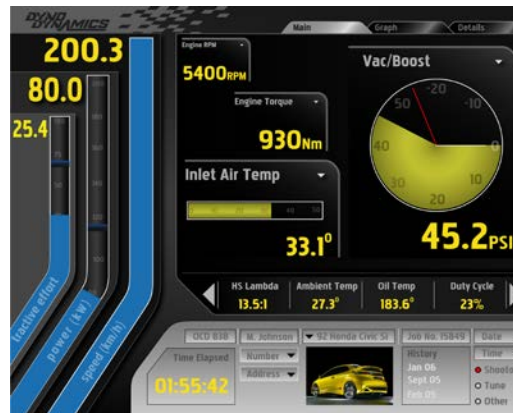 DYNO
DYNAMICS
Main
Graph
Details
200.3
80.0
25.4
Engine RPM
5400RPM
Engine Torque
930Nm
Inlet Air Temp
33.1°
Vac/Boost
-20
-10
0
10
20
30
40
50
45.2PSI
HS Lambda
Ambient Temp
Oil Temp
Duty Cycle
13.5:1
27.3°
183.6°
23%
tractive effort
power (kW)
speed (km/h)
OCD 83B
M. Johnson
92 Honda Civic Si
Job No. 15849
Date
Time Elapsed
01:55:42
Number
Address
History
Jan 06
Sept 05
Feb 05
Time
Shooto
Tune
Other